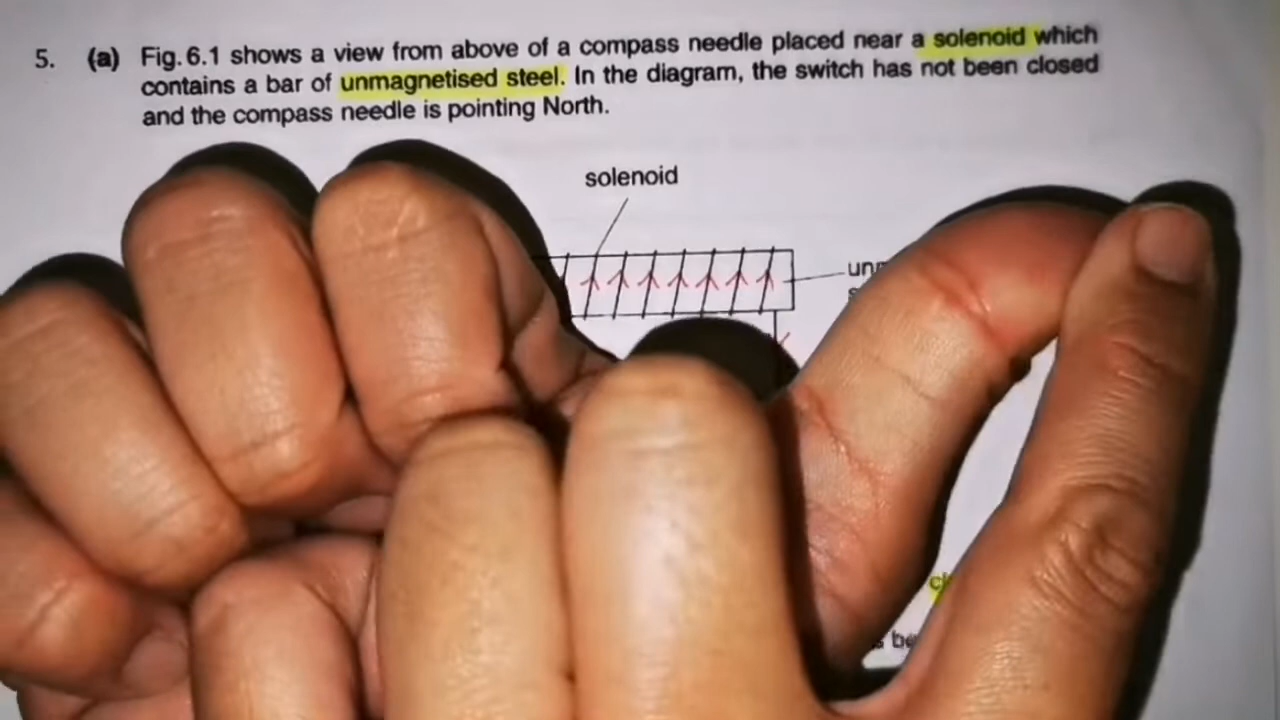 5. (a) Fig. 6.1 shows a view from above of a compass needle placed near a solenoid which
contains a bar of unmagnetised steel. In the diagram, the switch has not been closed
and the compass needle is pointing North.
solenoid